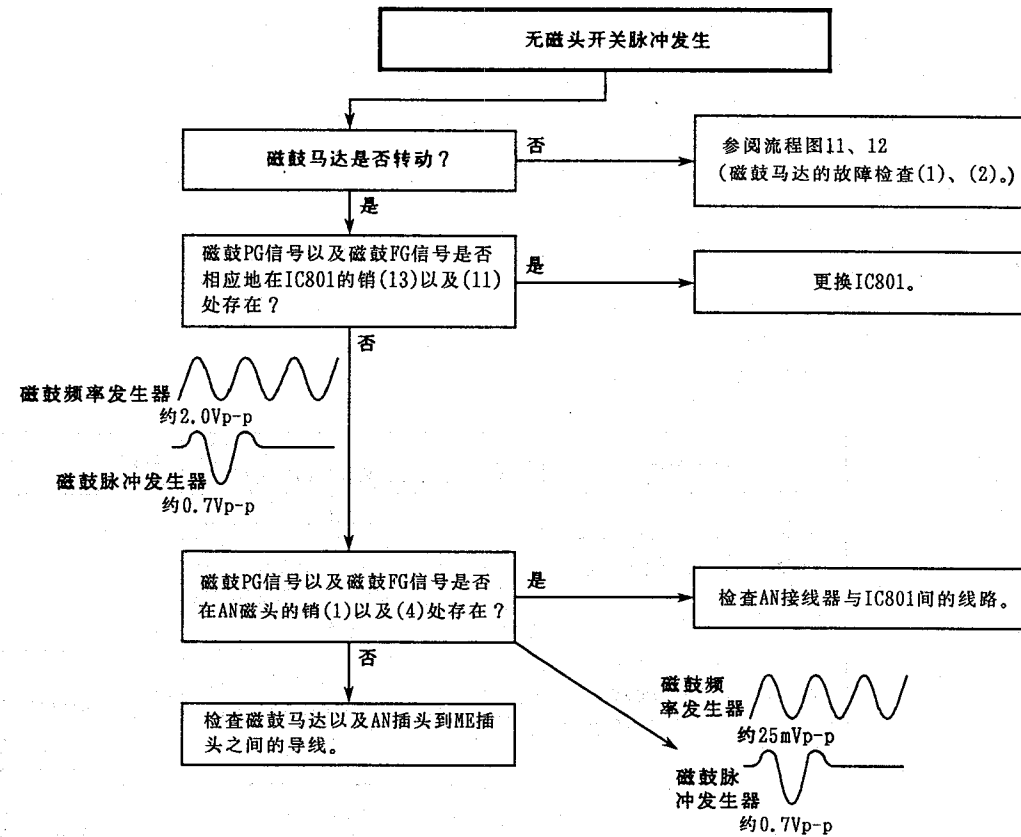 无磁头开关脉冲发生
磁鼓马达是否转动？
否
参阅流程图11、12
(磁鼓马达的故障检查(1)、(2)。)
是
磁鼓PG信号以及磁鼓FG信号是否
相应地在IC801的销(13)以及(11)
处存在？
是
更换IC801。
否
磁鼓频率发生器
约2.0Vp-p
磁鼓脉冲发生器
约0.7Vp-p
磁鼓PG信号以及磁鼓FG信号是否
在AN磁头的销(1)以及(4)处存在？
是
检查AN接线器与IC801间的线路。
否
检查磁鼓马达以及AN插头到ME插
头之间的导线。
磁鼓频
率发生器
约25mVp-p
磁鼓脉
冲发生器
约0.7Vp-p